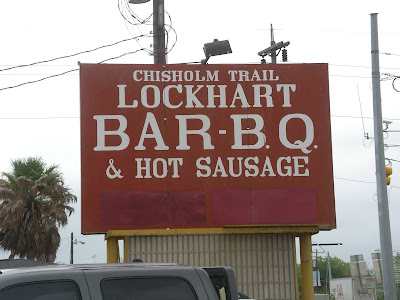 CHISHOLM TRAIL
LOCKHART
BAR-B.Q.
& HOT SAUSAGE